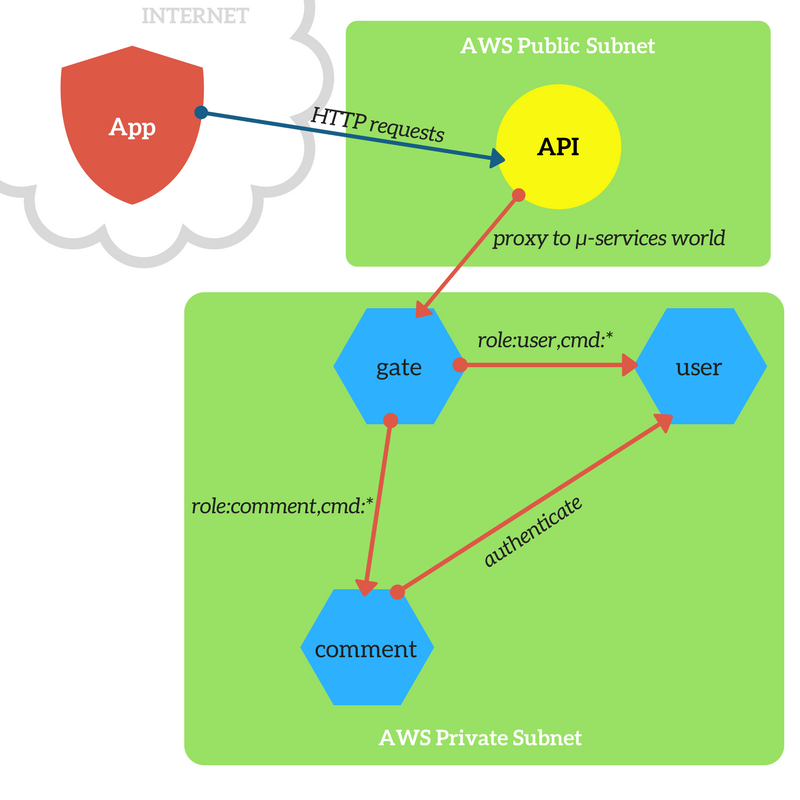 INTERNET
AWS Public Subnet
App
HTTP requests
API
proxy to μ-services world
gate
role:user,cmd:*
user
role:comment,cmd:*
authenticate
comment
AWS Private Subnet